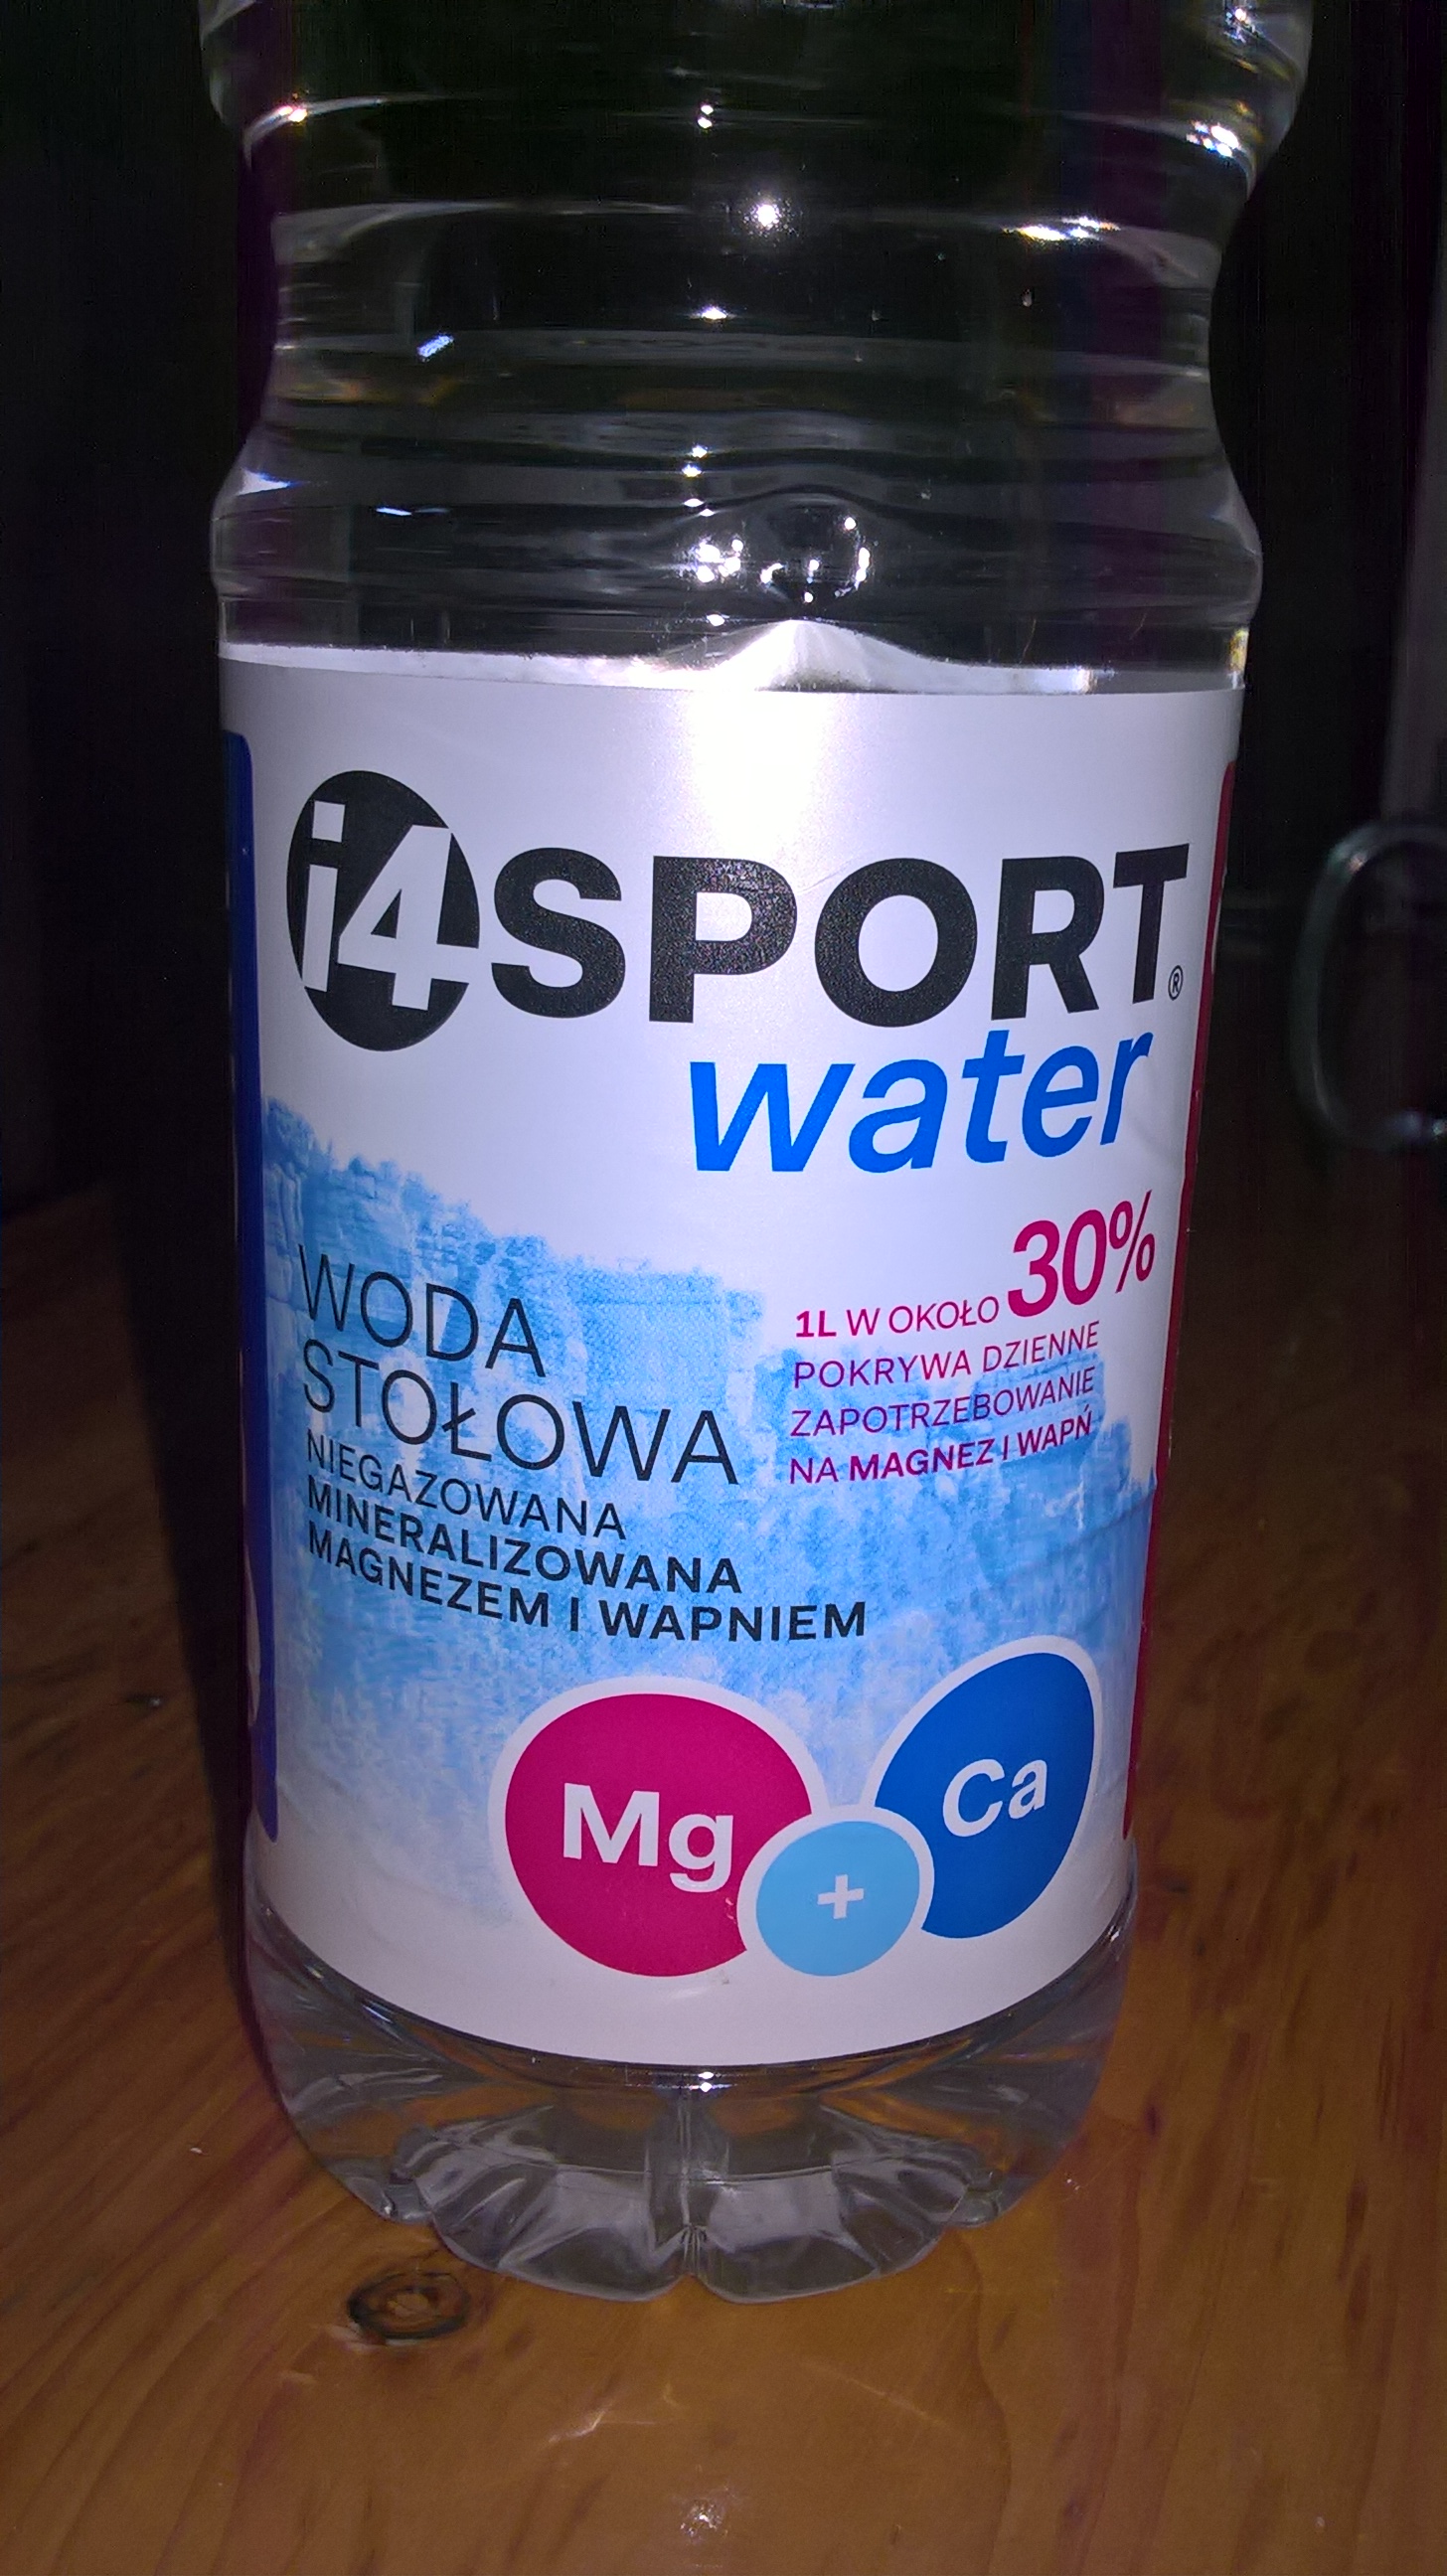 i4SPORT®
water
WODA
STOŁOWA
NIEGAZOWANA
MINERALIZOWANA
MAGNEZEM I WAPNIEM
1L W OKOŁO 30%
POKRYWA DZIENNE
ZAPOTRZEBOWANIE
NA MAGNEZ I WAPŃ
Mg + Ca